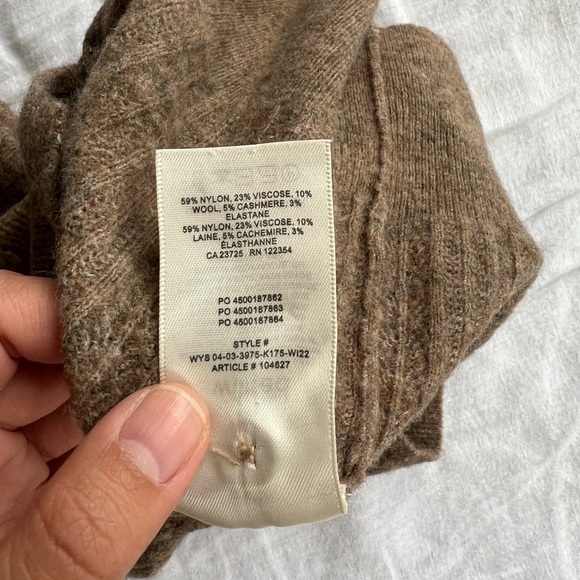 59% NYLON, 23% VISCOSE, 10%
WOOL, 5% CASHMERE, 3%
ELASTANE
59% NYLON, 23% VISCOSE, 10%
LAINE, 5% CACHEMIRE, 3%
ÉLASTHANNE
CA 23725 RN 122354
PO 4500187862
PO 4500187863
PO 4500187864
STYLE #
WYS 04-03-3975-K175-WI22
ARTICLE # 104627